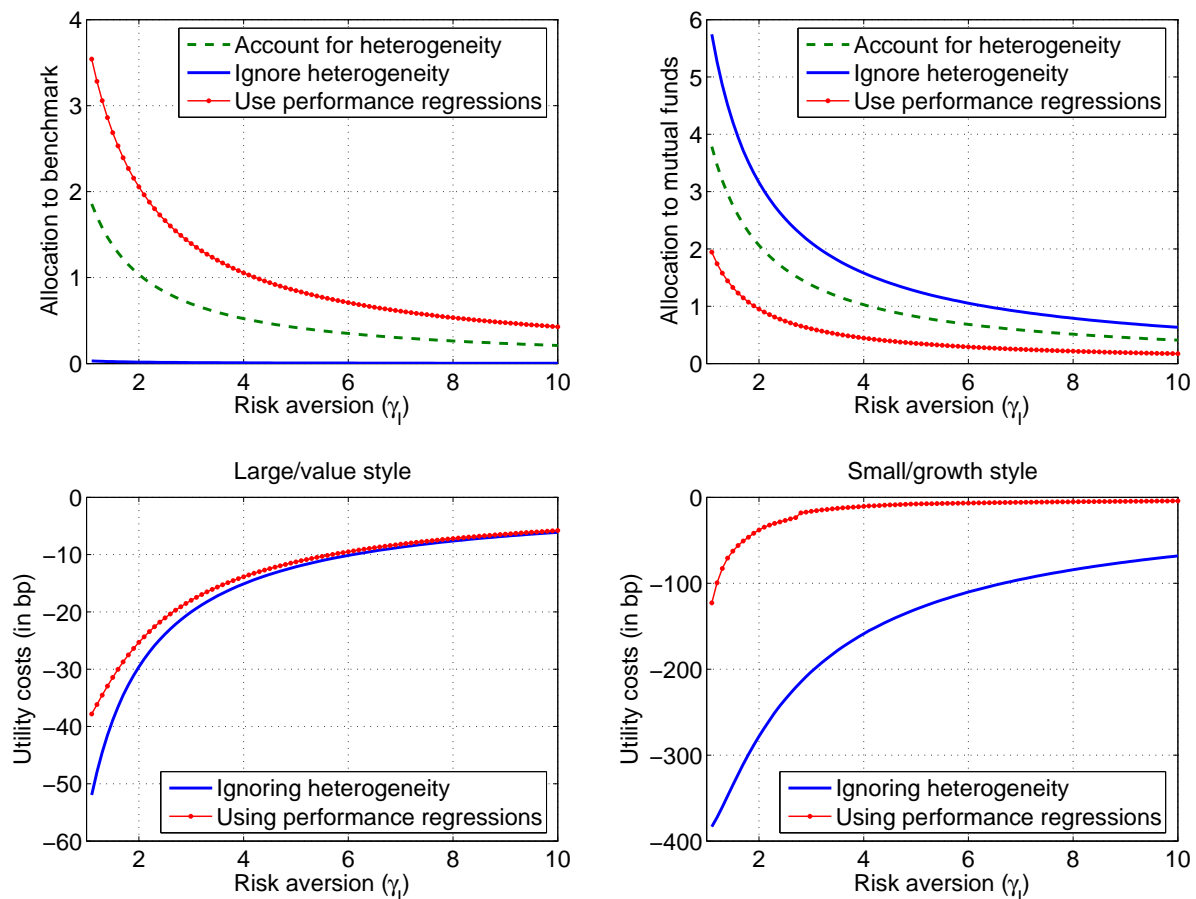 4
3
2
1
0
Allocation to benchmark
Account for heterogeneity
Ignore heterogeneity
Use performance regressions
2 4 6 8 10
Risk aversion (γI)
6
5
4
3
2
1
0
Allocation to mutual funds
Account for heterogeneity
Ignore heterogeneity
Use performance regressions
2 4 6 8 10
Risk aversion (γI)
Large/value style
0
−10
−20
−30
−40
−50
−60
Utility costs (in bp)
Ignoring heterogeneity
Using performance regressions
2 4 6 8 10
Risk aversion (γI)
Small/growth style
0
−100
−200
−300
−400
Utility costs (in bp)
Ignoring heterogeneity
Using performance regressions
2 4 6 8 10
Risk aversion (γI)